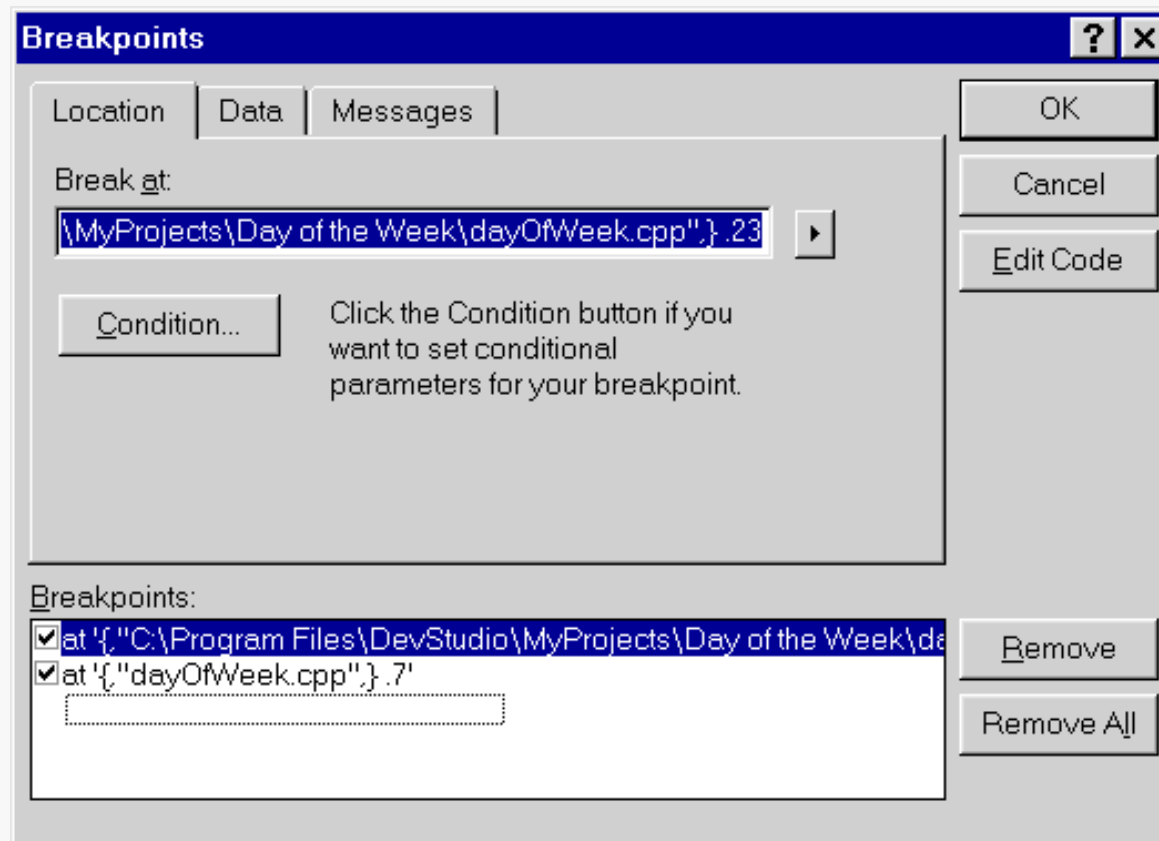 Breakpoints
Location Data Messages
OK
Break at:
Cancel
\MyProjects\Day of the Week\dayOfWeek.cpp",} .23
Edit Code
Condition...
Click the Condition button if you
want to set conditional
parameters for your breakpoint.
Breakpoints:
at '{,"C:\Program Files\DevStudio\MyProjects\Day of the Week\da
Remove
at '{,"dayOfWeek.cpp",} .7'
Remove All